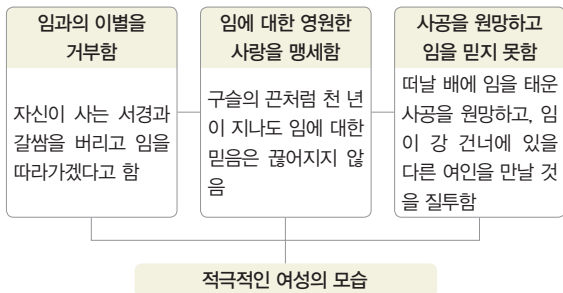 임과의 이별을
거부함
자신이 사는 서경과
길쌈을 버리고 임을
따라가겠다고 함
임에 대한 영원한
사랑을 맹세함
구슬의 끈처럼 천 년
이 지나도 임에 대한
믿음은 끊어지지 않
음
사공을 원망하고
임을 믿지 못함
떠날 배에 임을 태운
사공을 원망하고, 임
이 강 건너에 있을
다른 여인을 만날 것
을 질투함
적극적인 여성의 모습